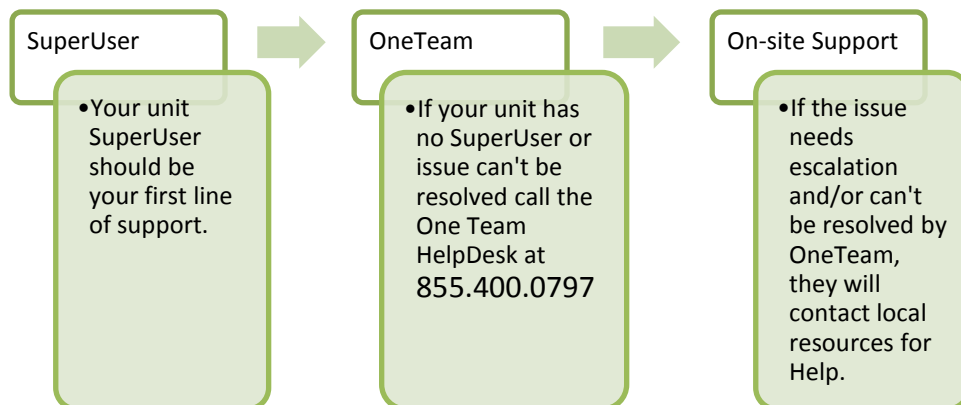 SuperUser
•Your unit
SuperUser
should be
your first line
of support.
OneTeam
•If your unit has
no SuperUser or
issue can't be
resolved call the
One Team
HelpDesk at
855.400.0797
On-site Support
•If the issue
needs
escalation
and/or can't
be resolved by
OneTeam,
they will
contact local
resources for
Help.